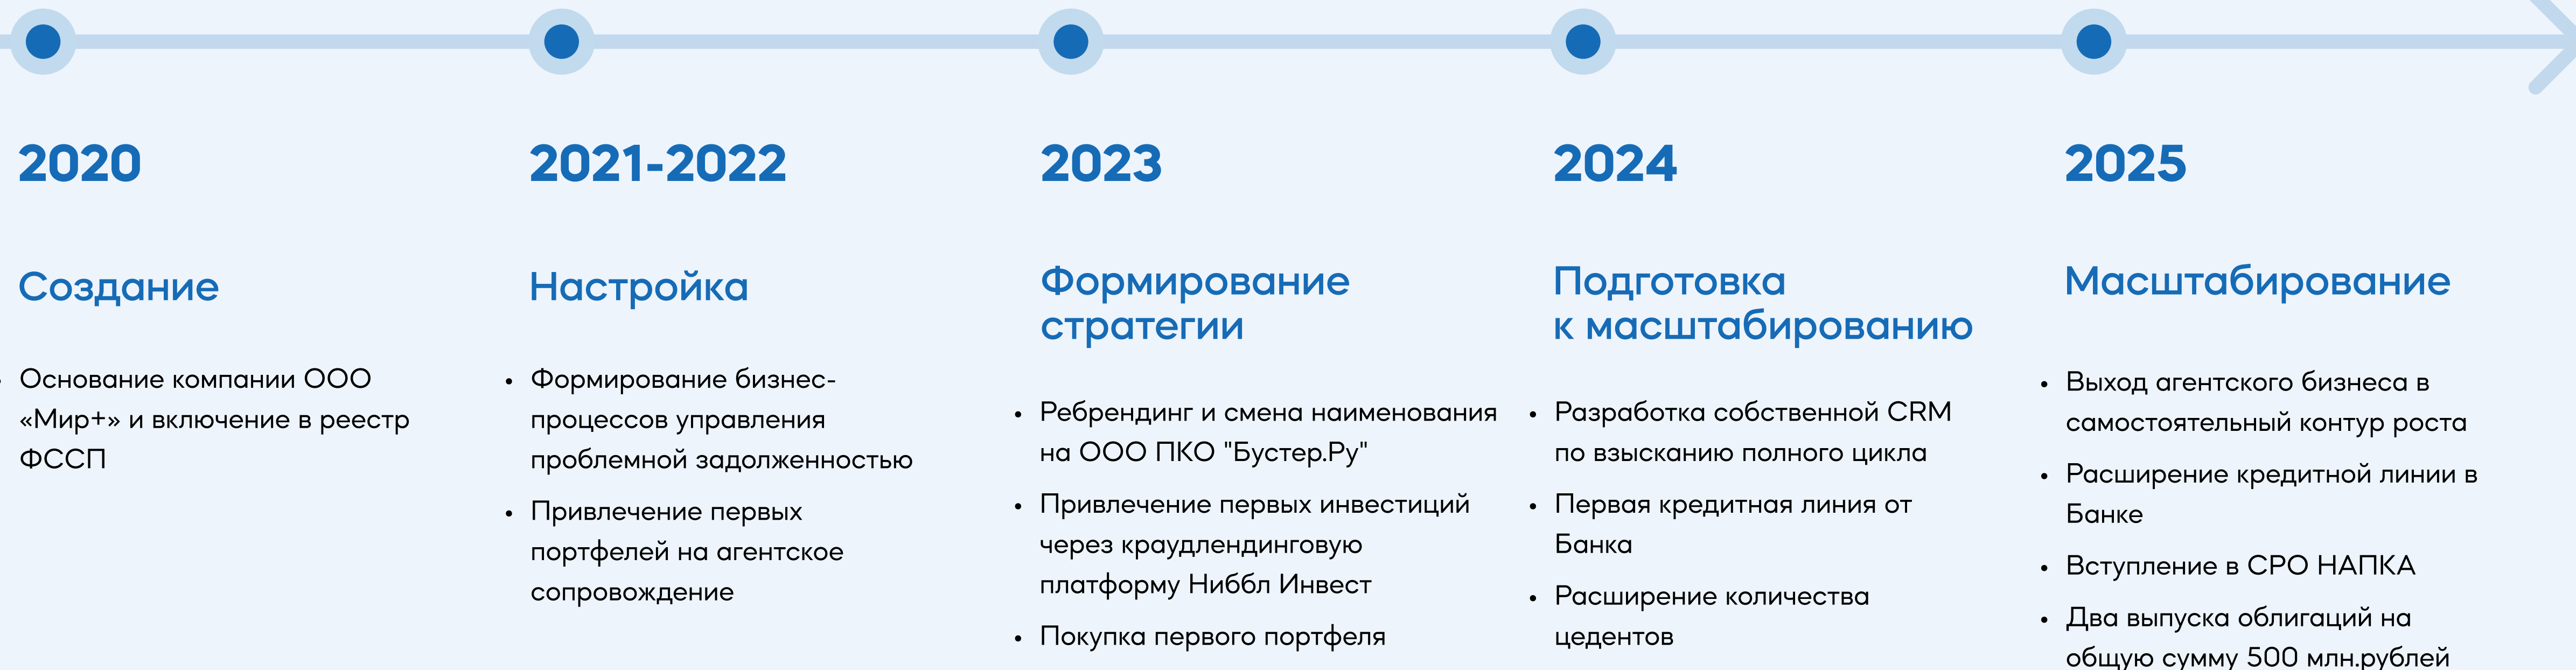 2020
Создание
Основание компании ООО
«Мир+» и включение в реестр
ФССП
2021-2022
Настройка
Формирование бизнес-
процессов управления
проблемной задолженностью
Привлечение первых
портфелей на агентское
сопровождение
2023
Формирование
стратегии
Ребрендинг и смена наименования
на ООО ПКО "Бустер.Ру"
Привлечение первых инвестиций
через краудлендинговую
платформу Ниббл Инвест
Покупка первого портфеля
2024
Подготовка
к масштабированию
Разработка собственной CRM
по взысканию полного цикла
Первая кредитная линия от
Банка
Расширение количества
цедентов
2025
Масштабирование
Выход агентского бизнеса в
самостоятельный контур роста
Расширение кредитной линии в
Банке
Вступление в СРО НАПКА
Два выпуска облигаций на
общую сумму 500 млн.рублей